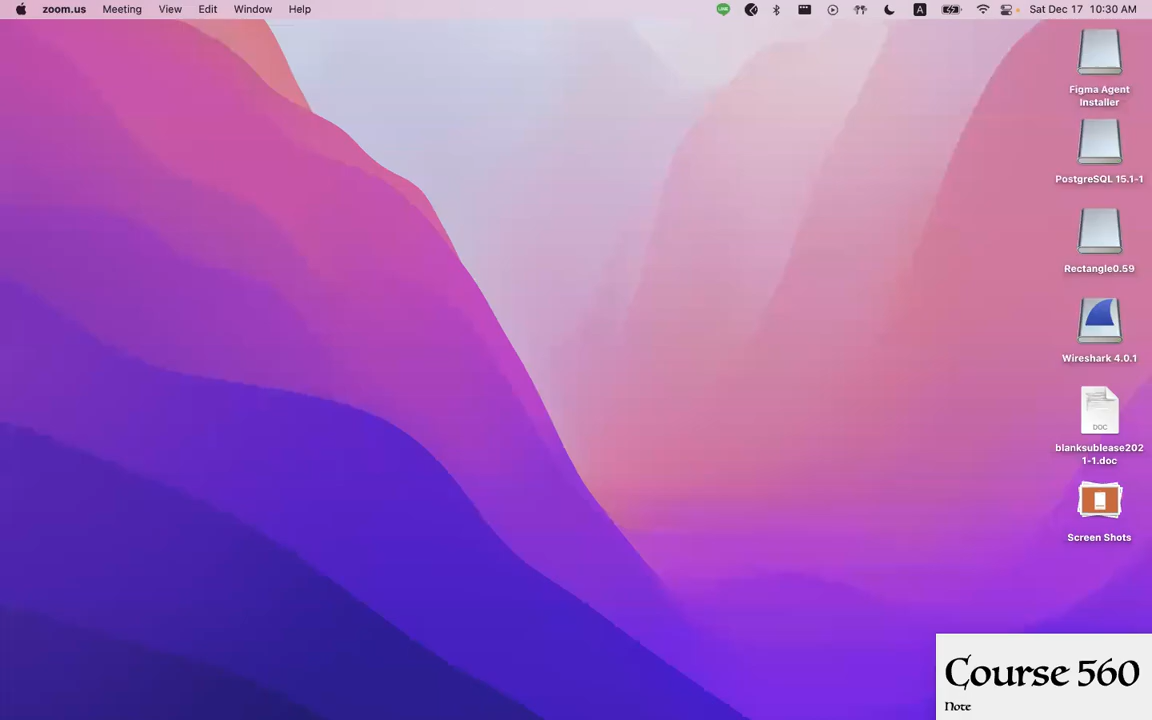 zoom.us Meeting View Edit Window Help A Sat Dec 17 10:30 AM
Figma Agent
Installer
PostgreSQL 15.1-1
Rectangle0.59
Wireshark 4.0.1
DOC
blanksublease202
1-1.doc
Screen Shots
Course 560
Note